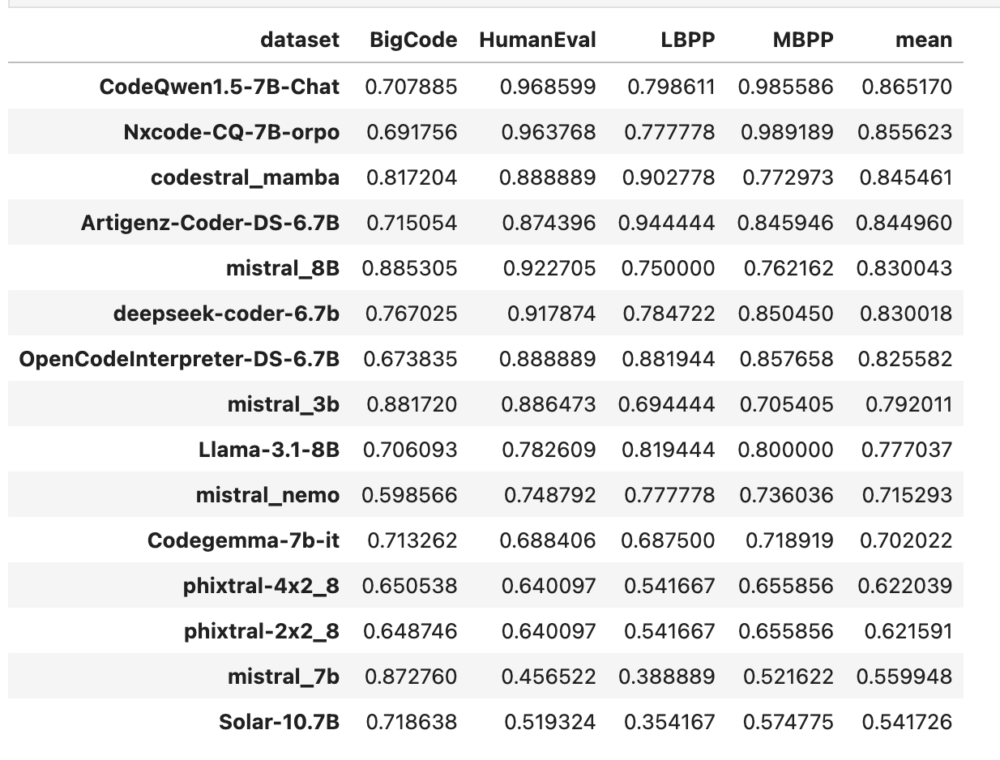 dataset BigCode HumanEval LBPP MBPP mean
CodeQwen1.5-7B-Chat 0.707885 0.968599 0.798611 0.985586 0.865170
Nxcode-CQ-7B-orpo 0.691756 0.963768 0.777778 0.989189 0.855623
codestral_mamba 0.817204 0.888889 0.902778 0.772973 0.845461
Artigenz-Coder-DS-6.7B 0.715054 0.874396 0.944444 0.845946 0.844960
mistral_8B 0.885305 0.922705 0.750000 0.762162 0.830043
deepseek-coder-6.7b 0.767025 0.917874 0.784722 0.850450 0.830018
OpenCodeInterpreter-DS-6.7B 0.673835 0.888889 0.881944 0.857658 0.825582
mistral_3b 0.881720 0.886473 0.694444 0.705405 0.792011
Llama-3.1-8B 0.706093 0.782609 0.819444 0.800000 0.777037
mistral_nemo 0.598566 0.748792 0.777778 0.736036 0.715293
Codegemma-7b-it 0.713262 0.688406 0.687500 0.718919 0.702022
phixtral-4x2_8 0.650538 0.640097 0.541667 0.655856 0.622039
phixtral-2x2_8 0.648746 0.640097 0.541667 0.655856 0.621591
mistral_7b 0.872760 0.456522 0.388889 0.521622 0.559948
Solar-10.7B 0.718638 0.519324 0.354167 0.574775 0.541726